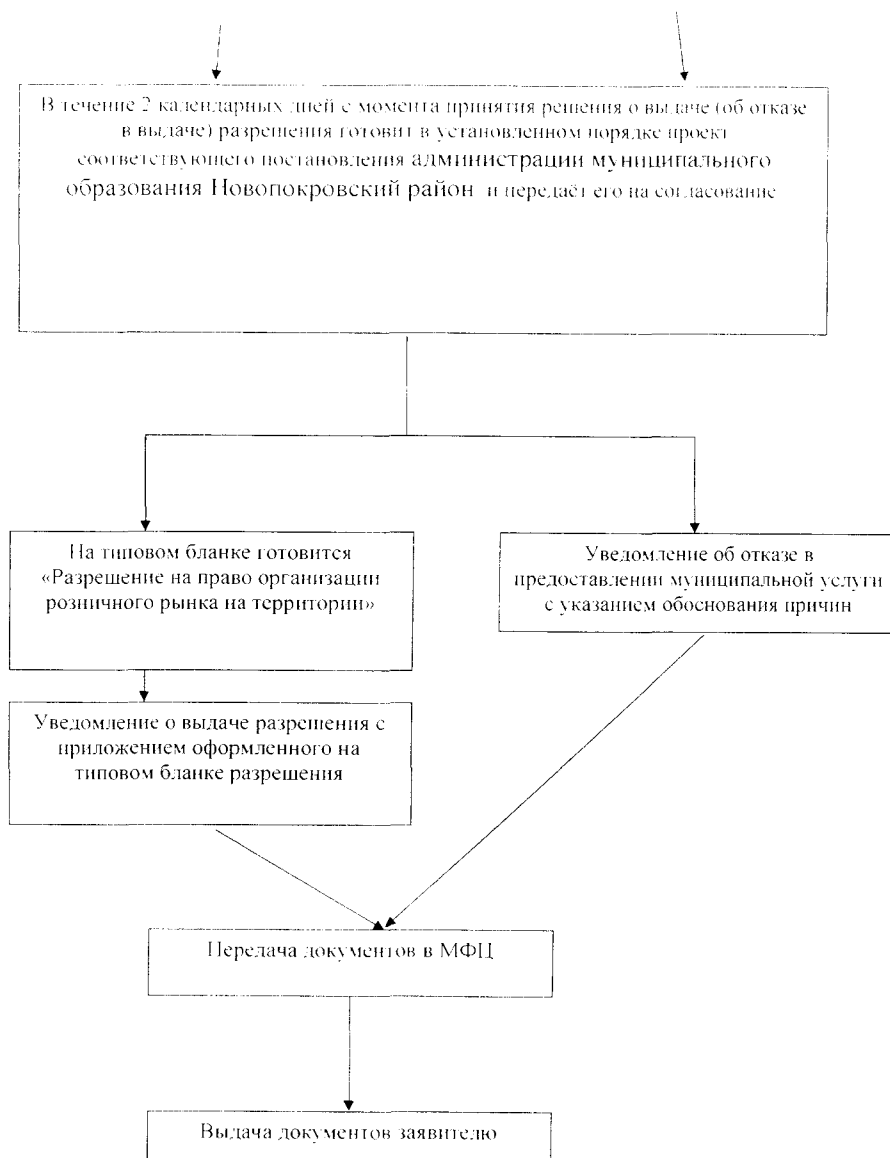 В течение 2 календарных дней с момента принятия решения о выдаче (об отказе
в выдаче) разрешения готовит в установленном порядке проект
соответствующего постановления администрации муниципального
образования Новопокровский район и передаёт его на согласование
На типовом бланке готовится
«Разрешение на право организации
розничного рынка на территории»
Уведомление об отказе в
предоставлении муниципальной услуги
с указанием обоснования причин
Уведомление о выдаче разрешения с
приложением оформленного на
типовом бланке разрешения
Передача документов в МФЦ
Выдача документов заявителю